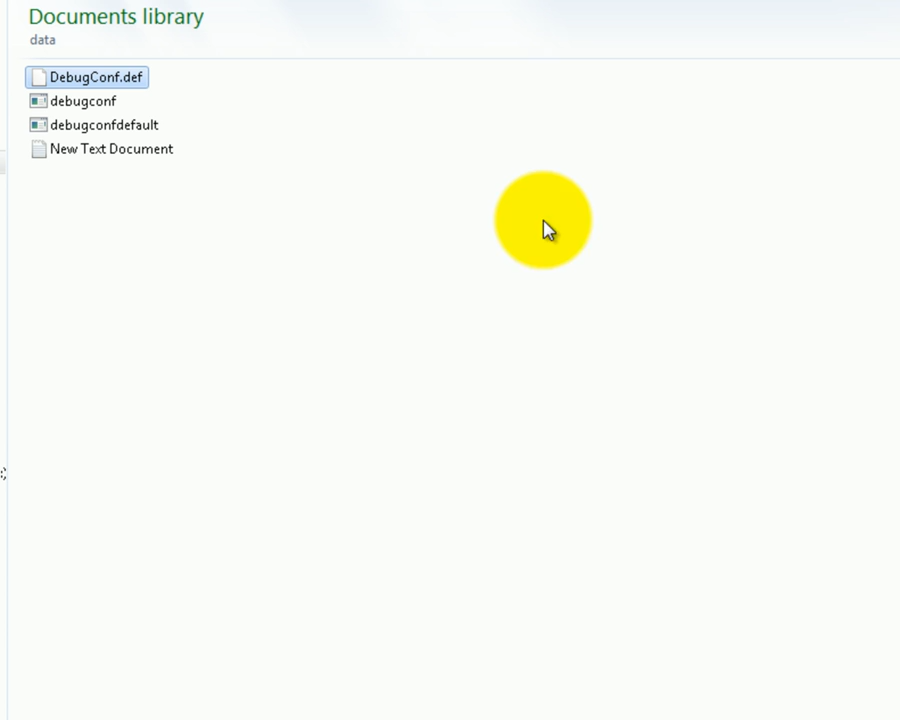 Documents library
data
DebugConf.def
debugconf
debugconfdefault
New Text Document